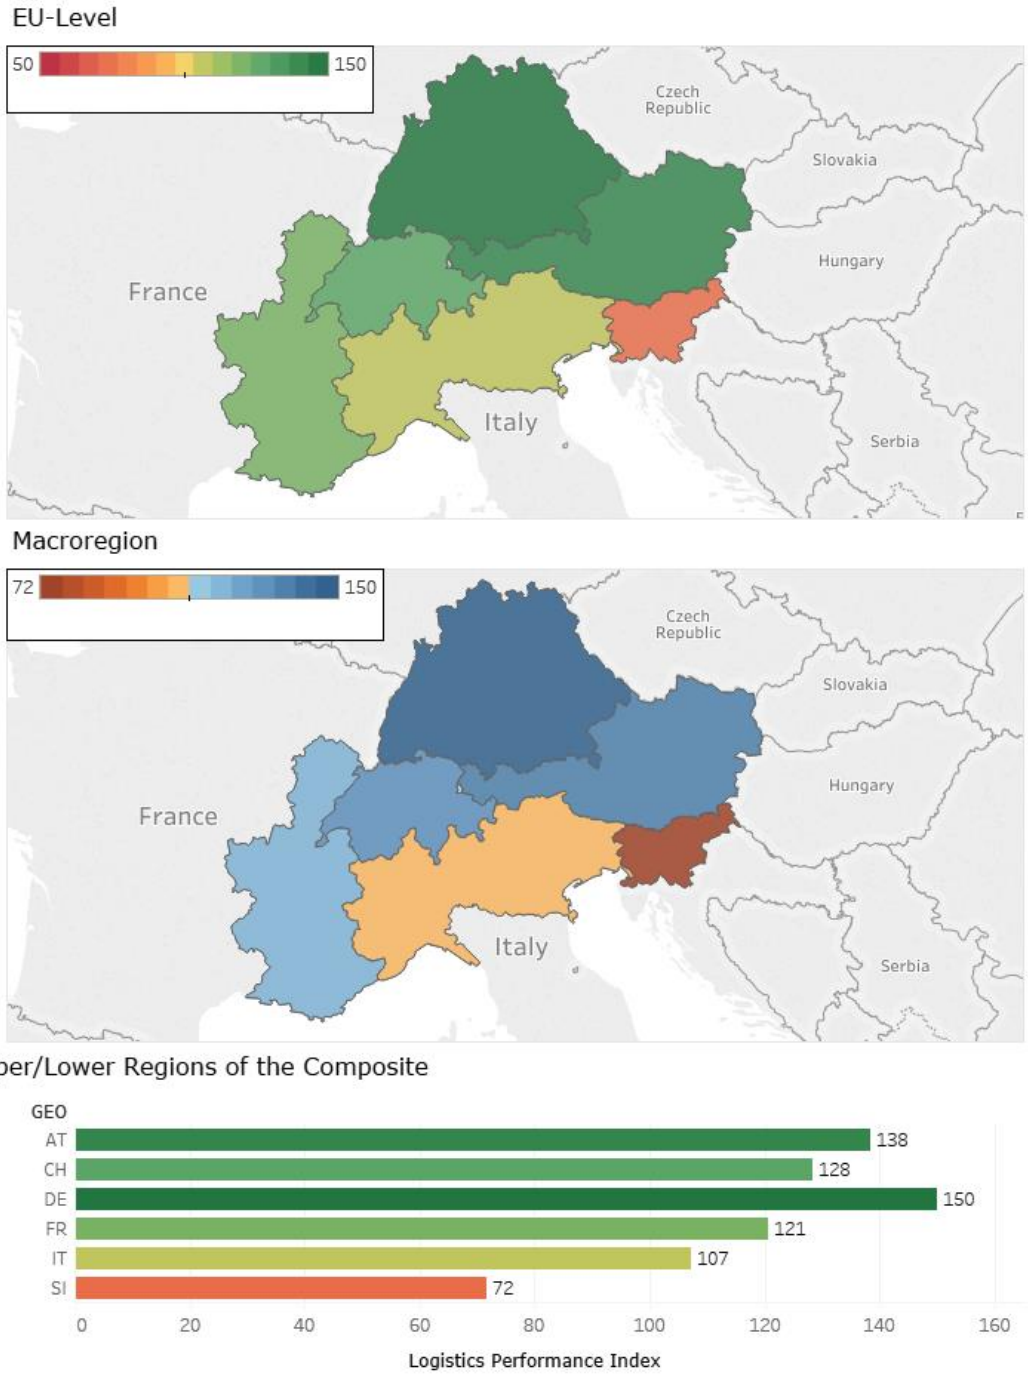 EU-Level
50 150
Czech
Republic
Slovakia
France
Hungary
Italy
Serbia
Macroregion
72 150
Czech
Republic
Slovakia
Hungary
France
Italy
Serbia
per/Lower Regions of the Composite
GEO
AT 138
CH 128
DE 150
FR 121
IT 107
SI 72
0 20 40 60 80 100 120 140 160
Logistics Performance Index